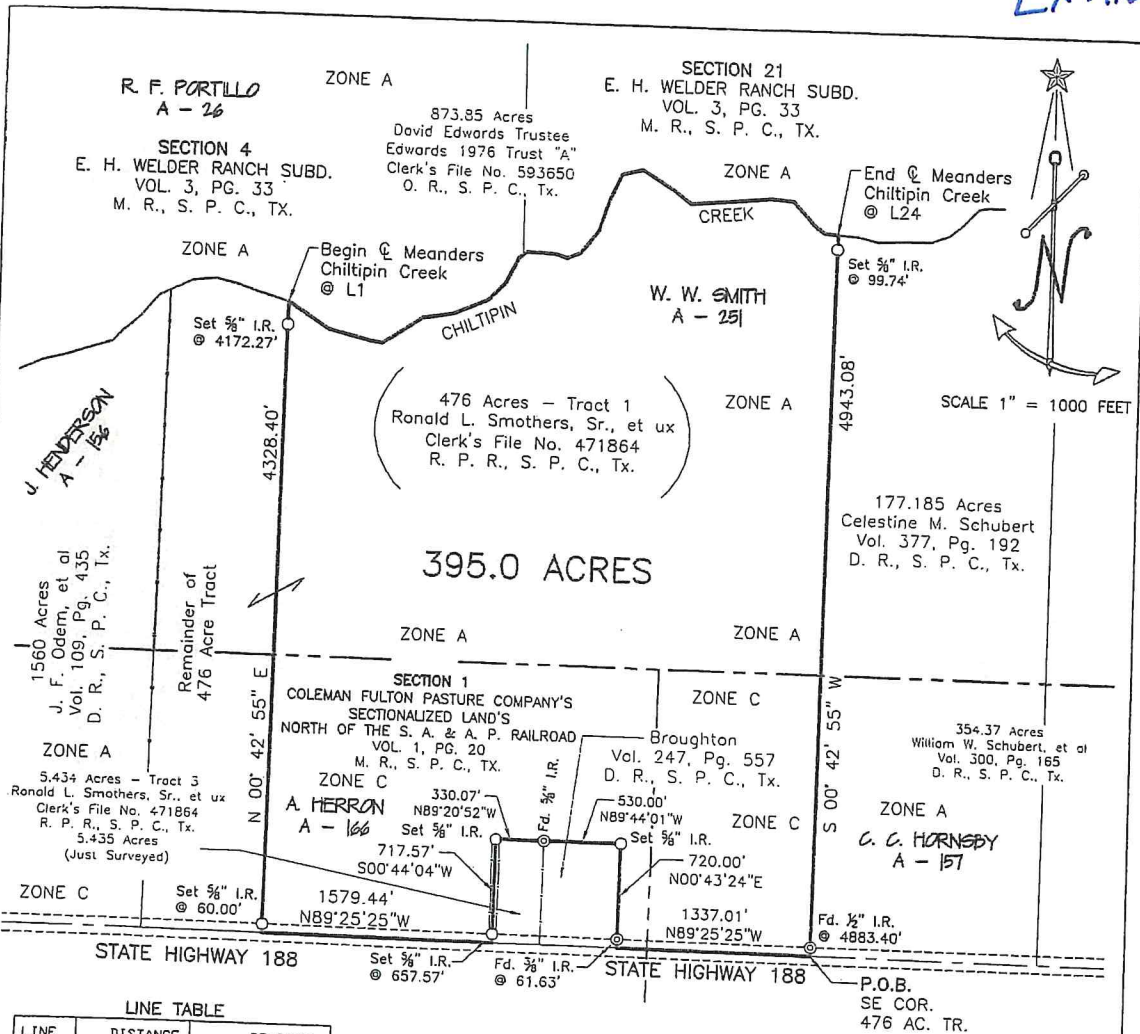 R. F. PORTILLO
A - 26
ZONE A
SECTION 4
E. H. WELDER RANCH SUBD.
VOL. 3, PG. 33
M. R., S. P. C., TX.
ZONE A
873.85 Acres
David Edwards Trustee
Edwards 1976 Trust "A"
Clerk's File No. 593650
O. R., S. P. C., Tx.
SECTION 21
E. H. WELDER RANCH SUBD.
VOL. 3, PG. 33
M. R., S. P. C., TX.
ZONE A
End ℄ Meanders
Chiltipin Creek
@ L24
CREEK
Begin ℄ Meanders
Chiltipin Creek
@ L1
Set ⅝" I.R.
@ 99.74'
N
W. W. SMITH
A - 251
CHILTIPIN
Set ⅝" I.R.
@ 4172.27'
SCALE 1" = 1000 FEET
476 Acres - Tract 1
Ronald L. Smothers, Sr., et ux
Clerk's File No. 471864
R. P. R., S. P. C., Tx.
ZONE A
4943.08'
4328.40'
J. HENDERSON
A - 156
177.185 Acres
Celestine M. Schubert
Vol. 377, Pg. 192
D. R., S. P. C., Tx.
395.0 ACRES
1560 Acres
J. F. Odem, et al
Vol. 109, Pg. 435
D. R., S. P. C., Tx.
Remainder of
476 Acre Tract
ZONE A
ZONE A
N 00° 42' 55" E
SECTION 1
COLEMAN FULTON PASTURE COMPANY'S
SECTIONALIZED LAND'S
NORTH OF THE S. A. & A. P. RAILROAD
VOL. 1, PG. 20
M. R., S. P. C., TX.
ZONE C
S 00° 42' 55" W
354.37 Acres
William W. Schubert, et al
Vol. 300, Pg. 165
D. R., S. P. C., Tx.
Broughton
Vol. 247, Pg. 557
D. R., S. P. C., Tx.
ZONE A
5.434 Acres - Tract 3
Ronald L. Smothers, Sr., et ux
Clerk's File No. 471864
R. P. R., S. P. C., Tx.
5.435 Acres
(Just Surveyed)
ZONE C
A. HERRON
A - 166
330.07'
N89°20'52"W
Fd. ⅝" I.R.
530.00'
N89°44'01"W
ZONE C
ZONE A
C. C. HORNSBY
A - 157
Set ⅝" I.R.
Set ⅝" I.R.
717.57'
S00°44'04"W
720.00'
N00°43'24"E
ZONE C
Set ⅝" I.R.
@ 60.00'
1579.44'
N89°25'25"W
1337.01'
N89°25'25"W
Fd. ½" I.R.
@ 4883.40'
STATE HIGHWAY 188
Set ⅝" I.R.
@ 657.57'
Fd. ⅜" I.R.
@ 61.63'
STATE HIGHWAY 188
P.O.B.
SE COR.
476 AC. TR.
LINE TABLE
LINE DISTANCE